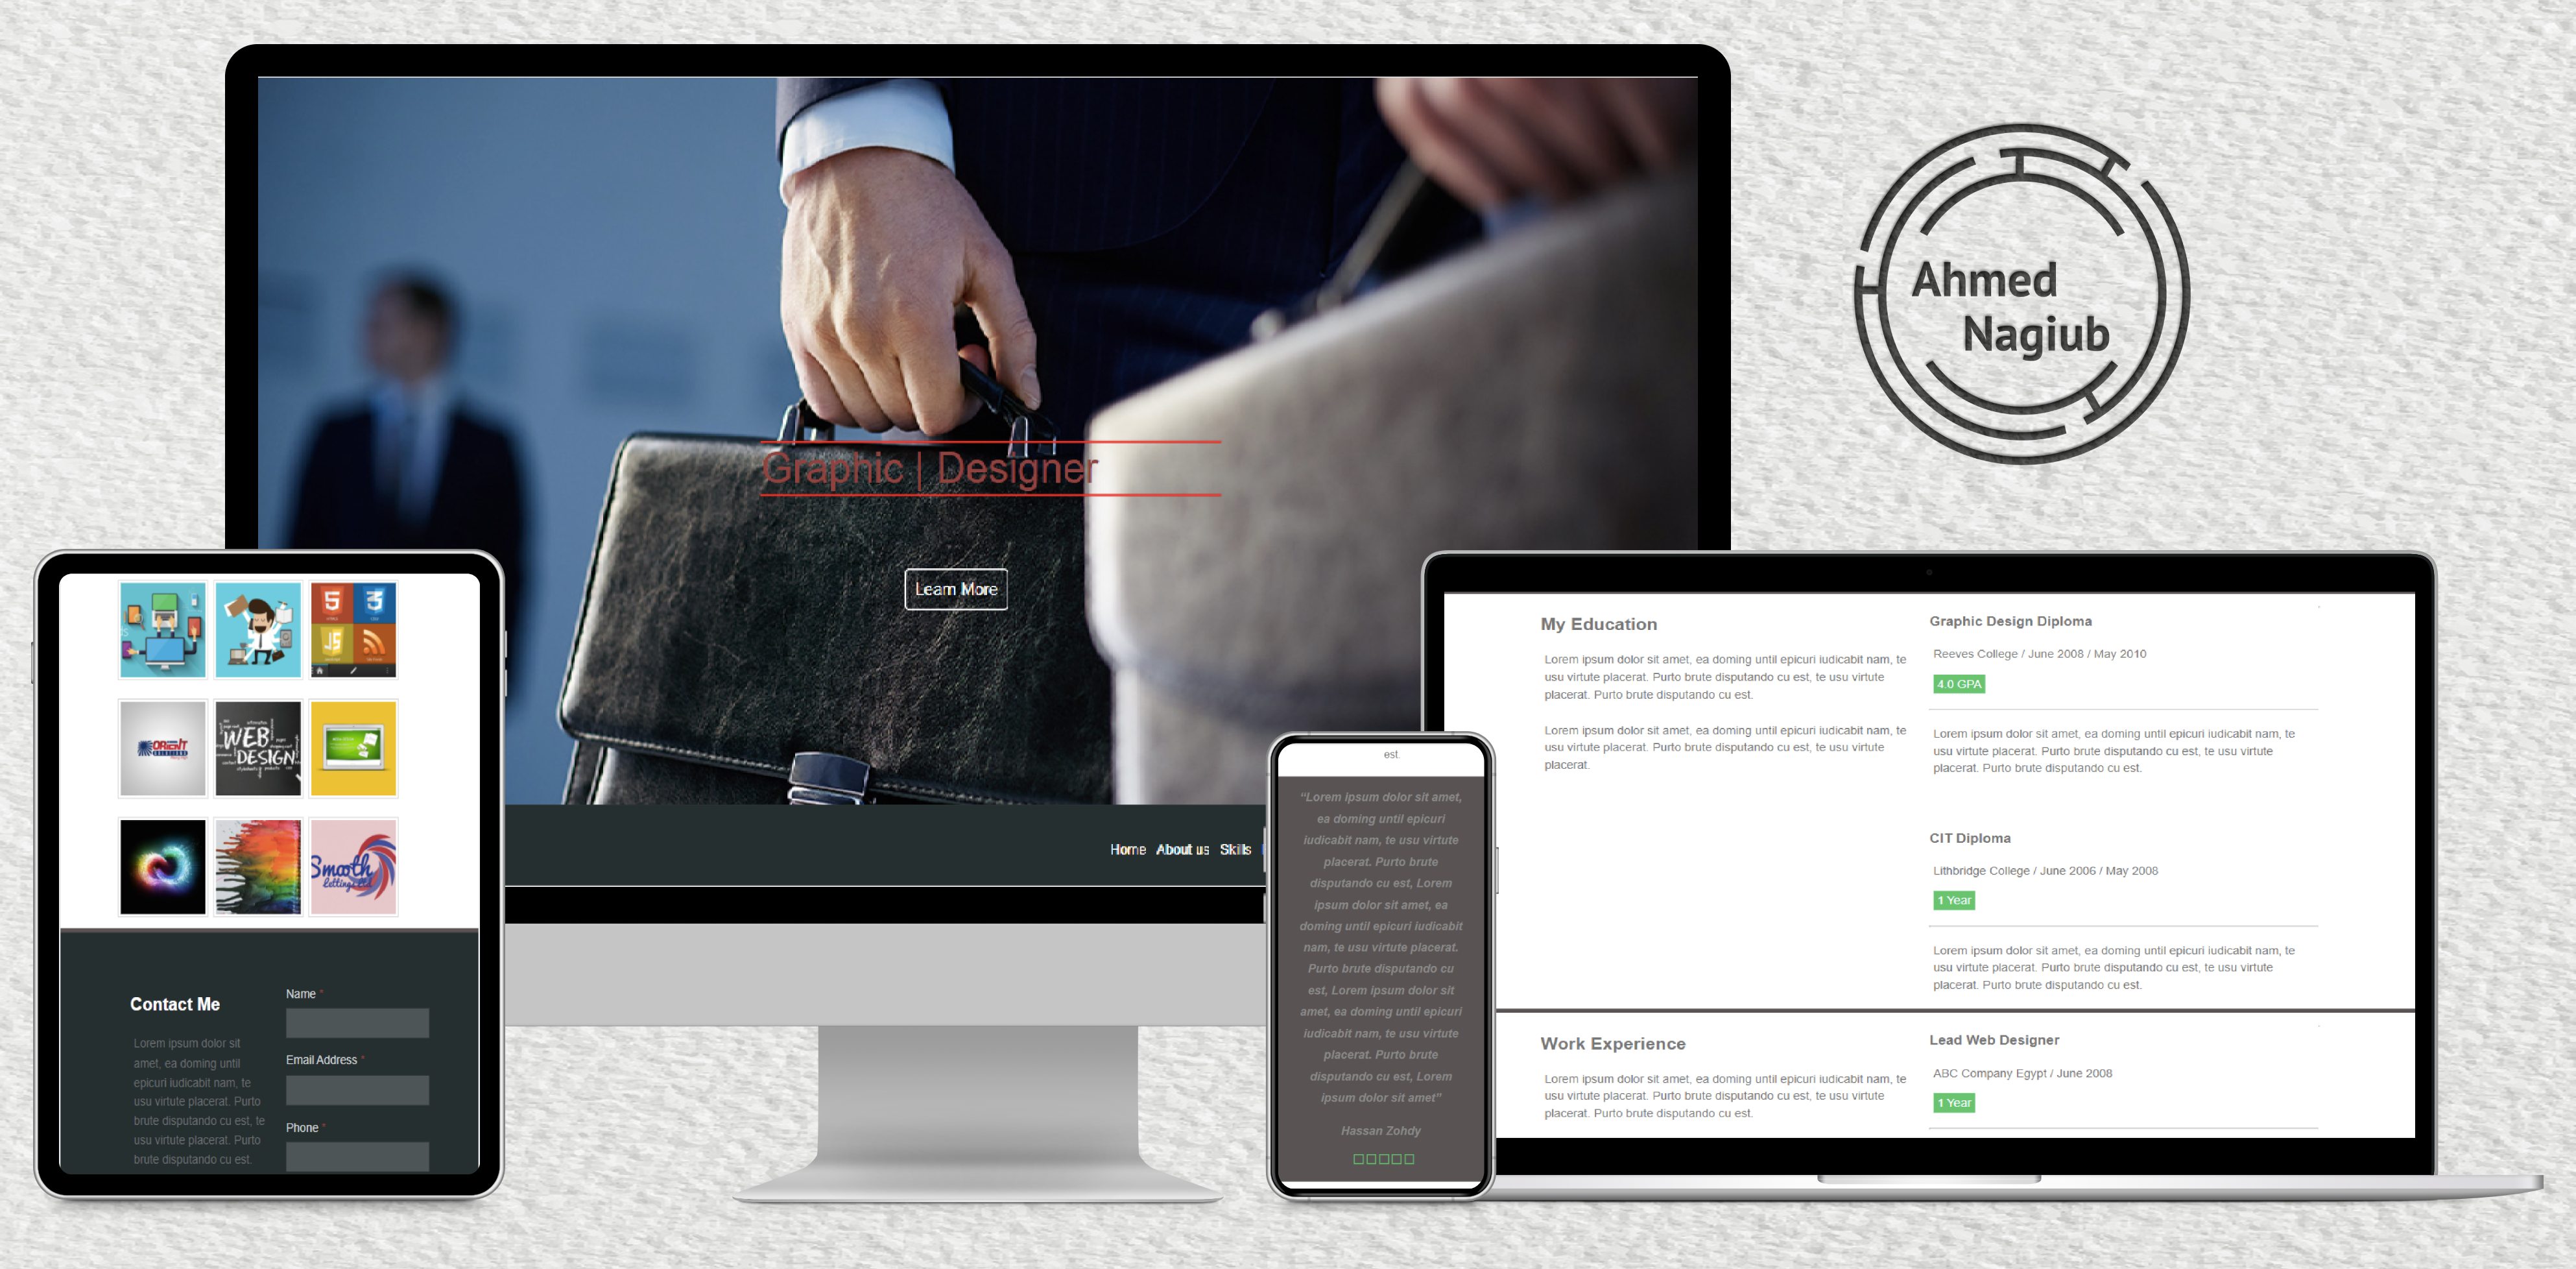 Ahmed
Nagiub
Graphic | Designer
Learn More
Home About us Skills
5
3
JS
ORIENT
SOLUTIONS
WEB
DESIGN
Smooth
Contact Me
Lorem ipsum dolor sit
amet, ea doming until
epicuri iudicabit nam, te
usu virtute placerat. Purto
brute disputando cu est, te
usu virtute placerat. Purto
brute disputando cu est.
Name *
Email Address *
Phone *
est.
“Lorem ipsum dolor sit amet,
ea doming until epicuri
iudicabit nam, te usu virtute
placerat. Purto brute
disputando cu est, Lorem
ipsum dolor sit amet, ea
doming until epicuri iudicabit
nam, te usu virtute placerat.
Purto brute disputando cu
est, Lorem ipsum dolor sit
amet, ea doming until epicuri
iudicabit nam, te usu virtute
placerat. Purto brute
disputando cu est, Lorem
ipsum dolor sit amet”
Hassan Zohdy
My Education
Lorem ipsum dolor sit amet, ea doming until epicuri iudicabit nam, te
usu virtute placerat. Purto brute disputando cu est, te usu virtute
placerat. Purto brute disputando cu est.
Lorem ipsum dolor sit amet, ea doming until epicuri iudicabit nam, te
usu virtute placerat. Purto brute disputando cu est, te usu virtute
placerat.
Graphic Design Diploma
Reeves College / June 2008 / May 2010
4.0 GPA
Lorem ipsum dolor sit amet, ea doming until epicuri iudicabit nam, te
usu virtute placerat. Purto brute disputando cu est, te usu virtute
placerat. Purto brute disputando cu est.
CIT Diploma
Lithbridge College / June 2006 / May 2008
1 Year
Lorem ipsum dolor sit amet, ea doming until epicuri iudicabit nam, te
usu virtute placerat. Purto brute disputando cu est, te usu virtute
placerat. Purto brute disputando cu est.
Work Experience
Lorem ipsum dolor sit amet, ea doming until epicuri iudicabit nam, te
usu virtute placerat. Purto brute disputando cu est, te usu virtute
placerat. Purto brute disputando cu est.
Lead Web Designer
ABC Company Egypt / June 2008
1 Year